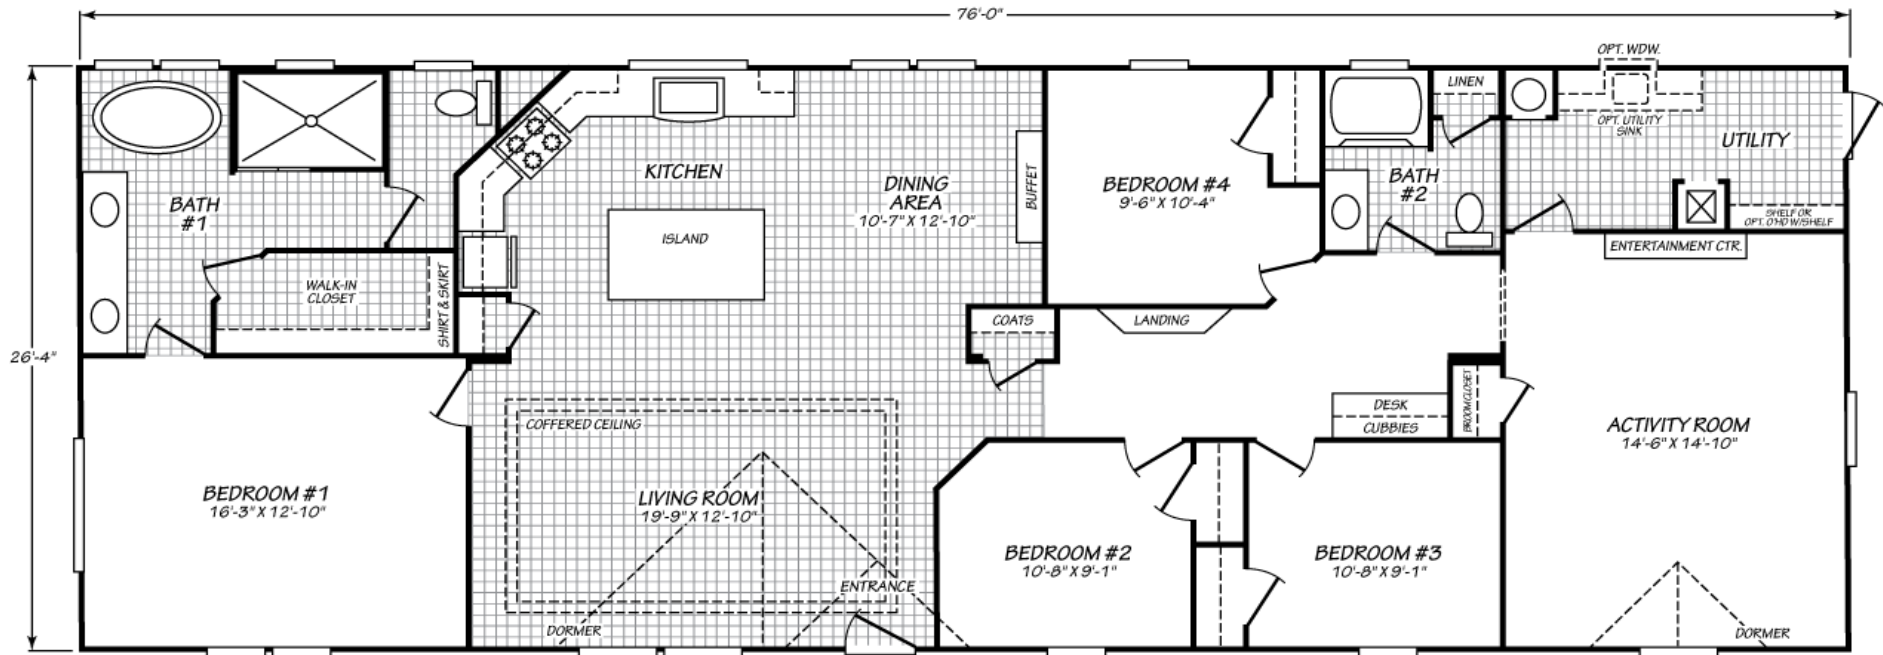 76'-0"
OPT. WDW.
LINEN
OPT. UTILITY
SINK
UTILITY
KITCHEN
DINING
AREA
10'-7" X 12'-10"
BUFFET
BEDROOM #4
9'-6" X 10'-4"
BATH
#2
BATH
#1
SHELF OR
OPT. O'HD W/SHELF
ISLAND
ENTERTAINMENT CTR.
WALK-IN
CLOSET
SHIRT & SKIRT
COATS
LANDING
26'-4"
BROOM CLOSET
DESK
CUBBIES
COFFERED CEILING
ACTIVITY ROOM
14'-6" X 14'-10"
BEDROOM #1
16'-3" X 12'-10"
LIVING ROOM
19'-9" X 12'-10"
BEDROOM #2
10'-8" X 9'-1"
BEDROOM #3
10'-8" X 9'-1"
ENTRANCE
DORMER
DORMER